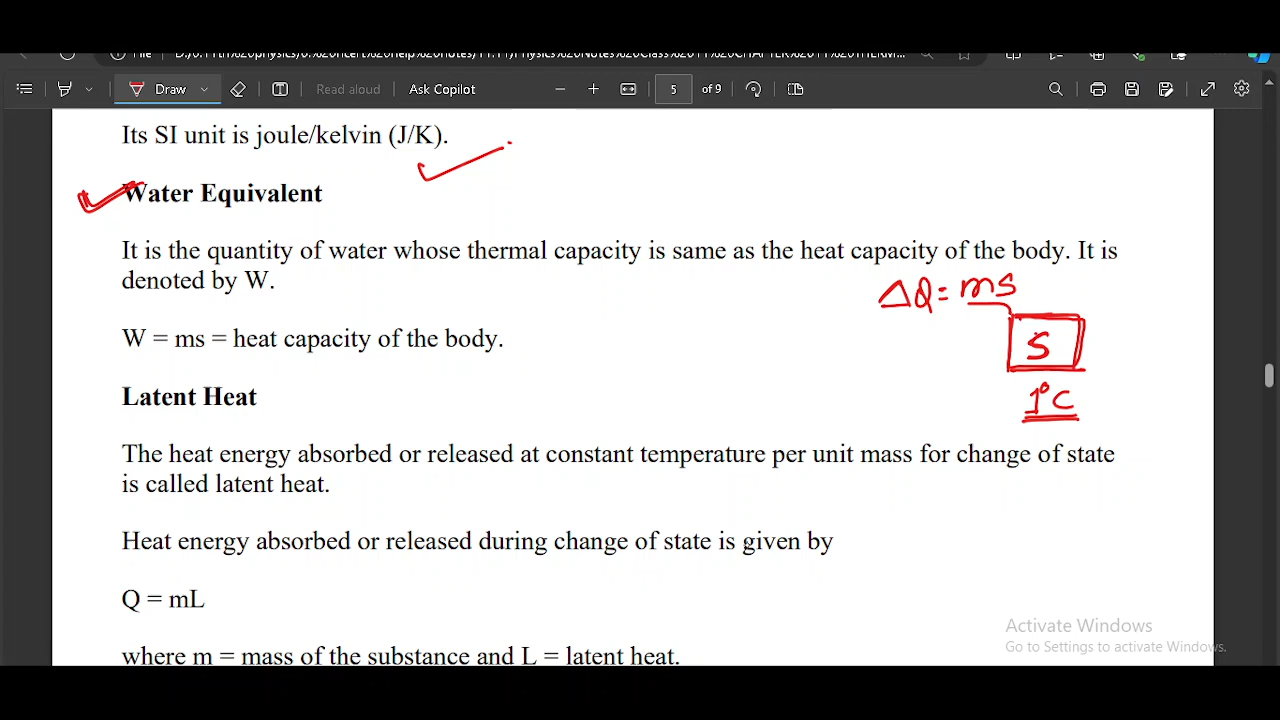 Draw
Read aloud
Ask Copilot
5 of 9
Its SI unit is joule/kelvin (J/K).
Water Equivalent
It is the quantity of water whose thermal capacity is same as the heat capacity of the body. It is
denoted by W.
ΔQ = ms
W = ms = heat capacity of the body.
S
1°C
Latent Heat
The heat energy absorbed or released at constant temperature per unit mass for change of state
is called latent heat.
Heat energy absorbed or released during change of state is given by
Q = mL
Activate Windows
Go to Settings to activate Windows.
where m = mass of the substance and L = latent heat.